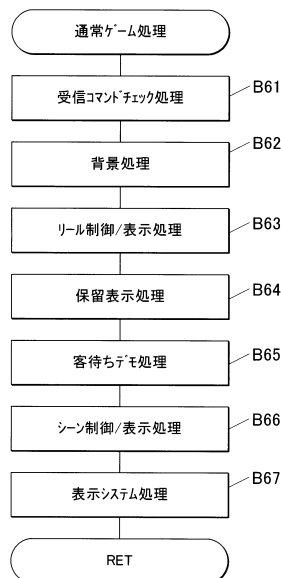 通常ゲーム処理
受信コマンドチェック処理
B61
背景処理
B62
リール制御/表示処理
B63
保留表示処理
B64
客待ちデモ処理
B65
シーン制御/表示処理
B66
表示システム処理
B67
RET